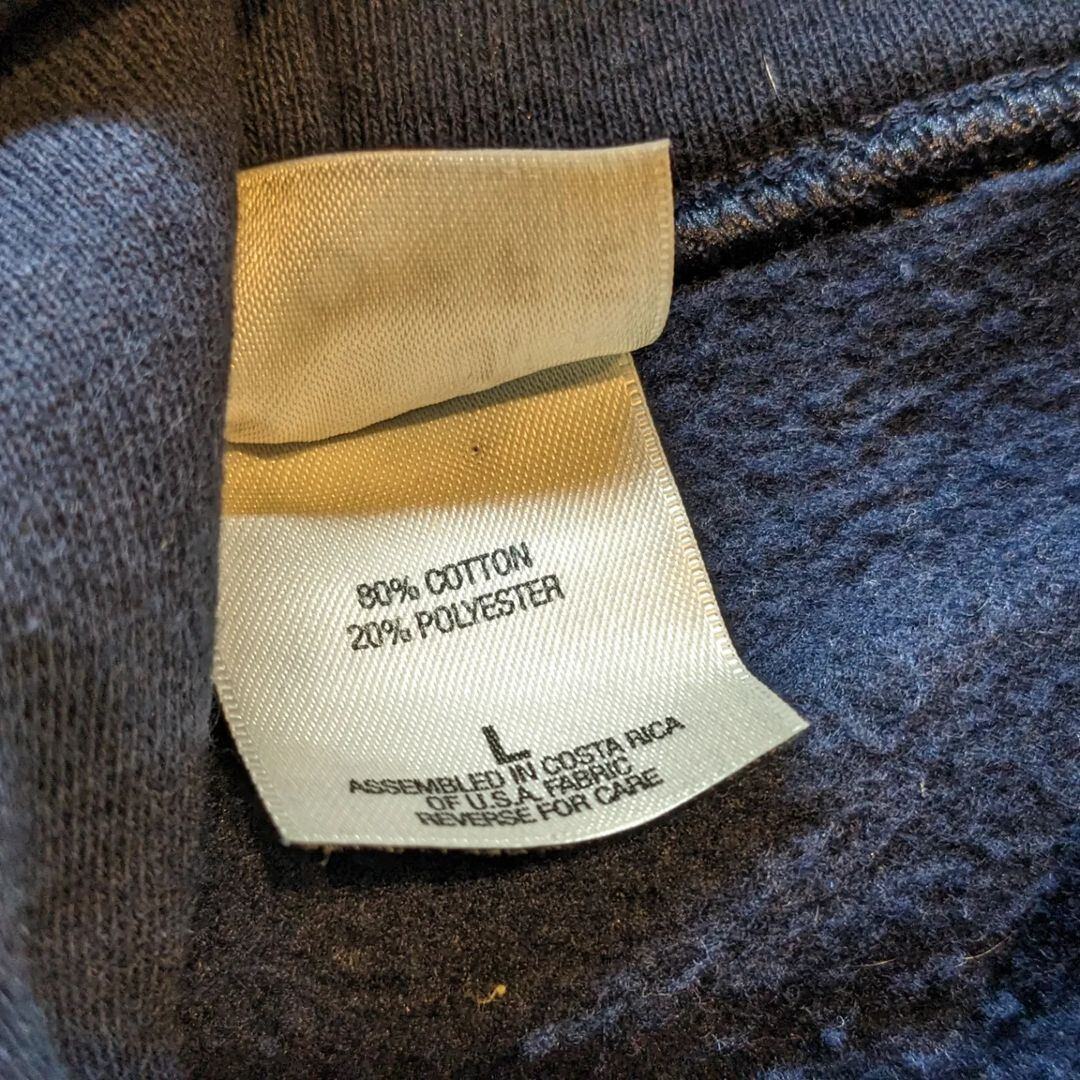 80% COTTON
20% POLYESTER
L
ASSEMBLED IN COSTA RICA
OF U.S.A. FABRIC
REVERSE FOR CARE